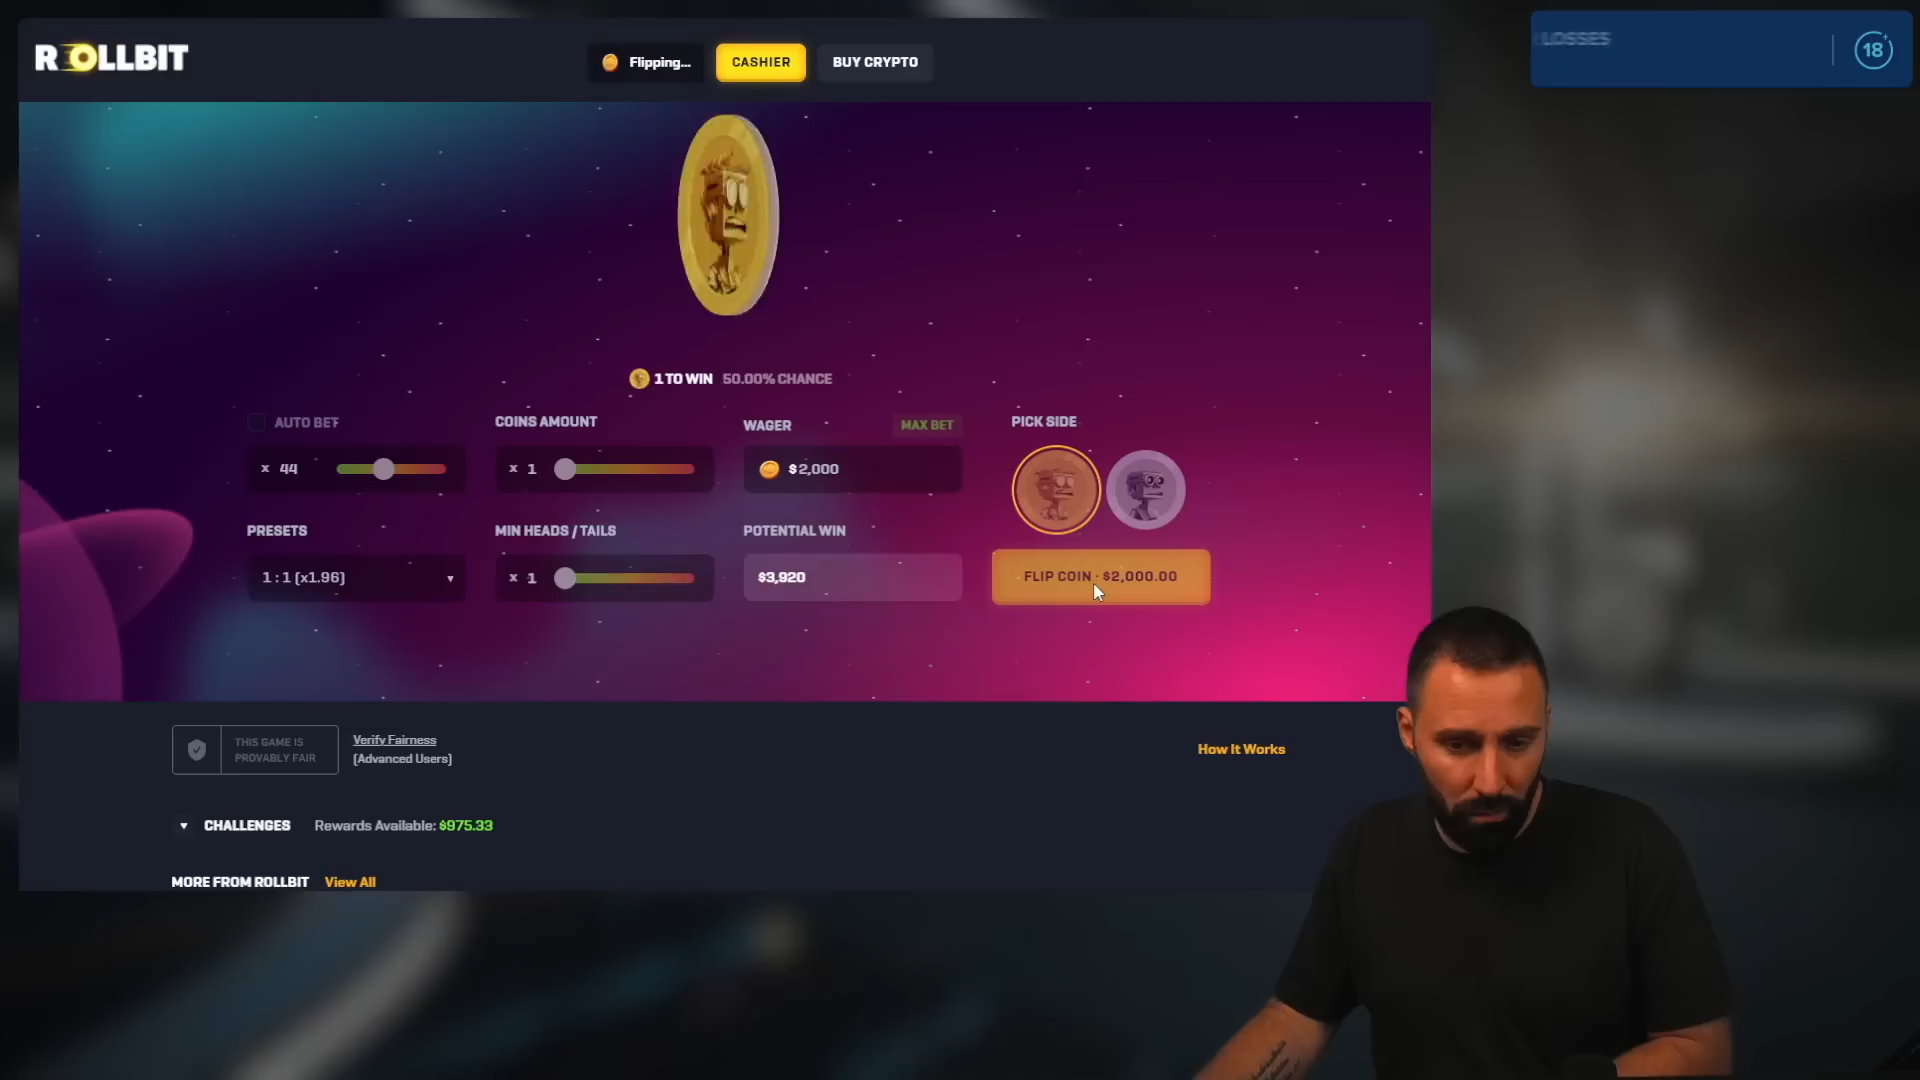 ROLLBIT
Flipping...
CASHIER
BUY CRYPTO
LOSSES
18+
1 TO WIN 50.00% CHANCE
AUTO BET
COINS AMOUNT
WAGER
MAX BET
PICK SIDE
x 44
x 1
$2,000
PRESETS
MIN HEADS / TAILS
POTENTIAL WIN
1 : 1 (x1.96)
x 1
$3,920
FLIP COIN · $2,000.00
THIS GAME IS
PROVABLY FAIR
Verify Fairness
(Advanced Users)
How It Works
CHALLENGES
Rewards Available: $975.33
MORE FROM ROLLBIT
View All